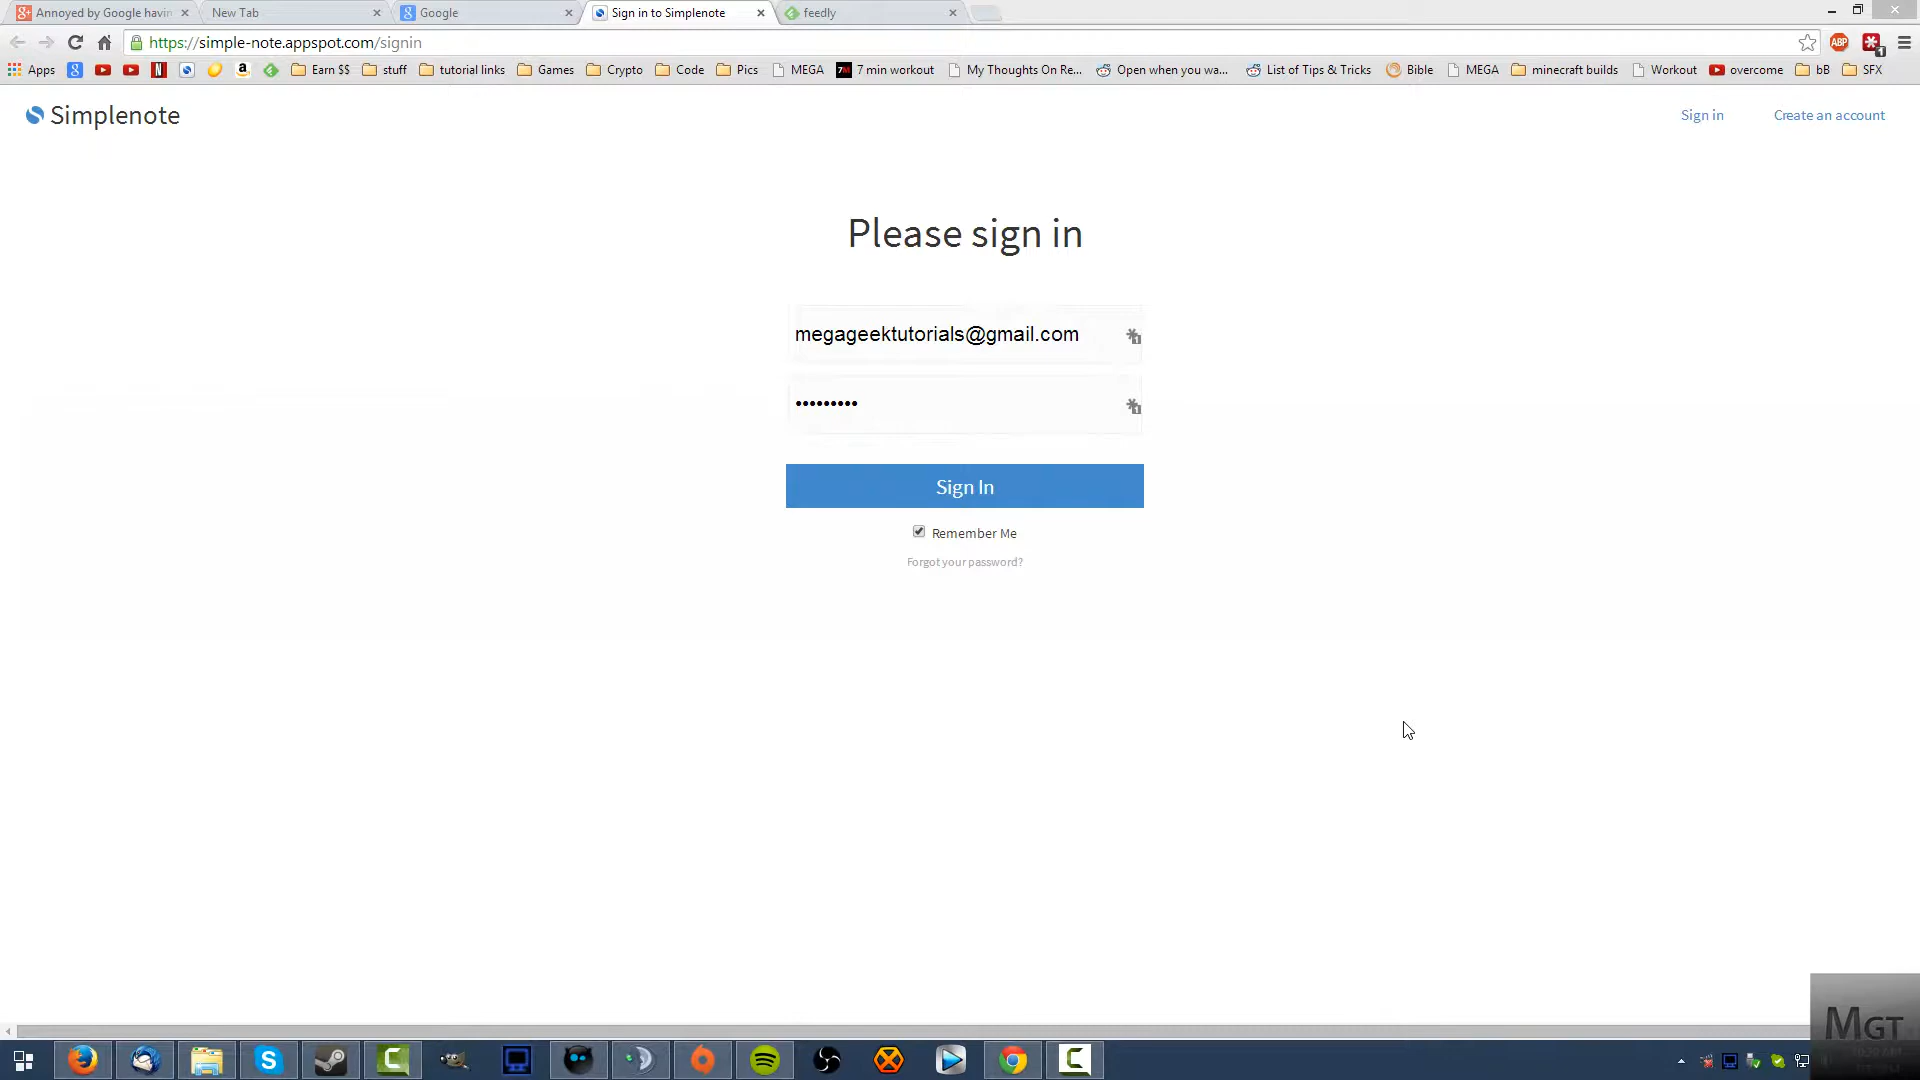 Annoyed by Google havin
New Tab
Google
Sign in to Simplenote
feedly
https://simple-note.appspot.com/signin
ABP
1
Apps
Earn $$
stuff
tutorial links
Games
Crypto
Code
Pics
MEGA
7 min workout
My Thoughts On Re...
Open when you wa...
List of Tips & Tricks
Bible
MEGA
minecraft builds
Workout
overcome
bB
SFX
Simplenote
Sign in
Create an account
Please sign in
megageektutorials@gmail.com
Sign In
Remember Me
Forgot your password?
MGT